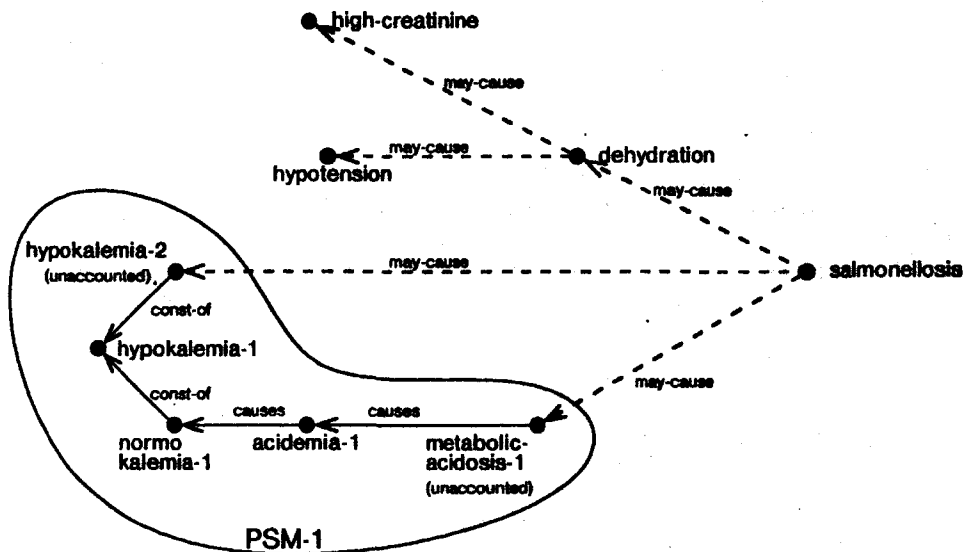 high-creatinine
may-cause
may-cause
dehydration
hypotension
may-cause
hypokalemia-2
(unaccounted)
may-cause
salmonellosis
const-of
hypokalemia-1
const-of
may-cause
causes
causes
normo
kalemia-1
acidemia-1
metabolic-
acidosis-1
(unaccounted)
PSM-1